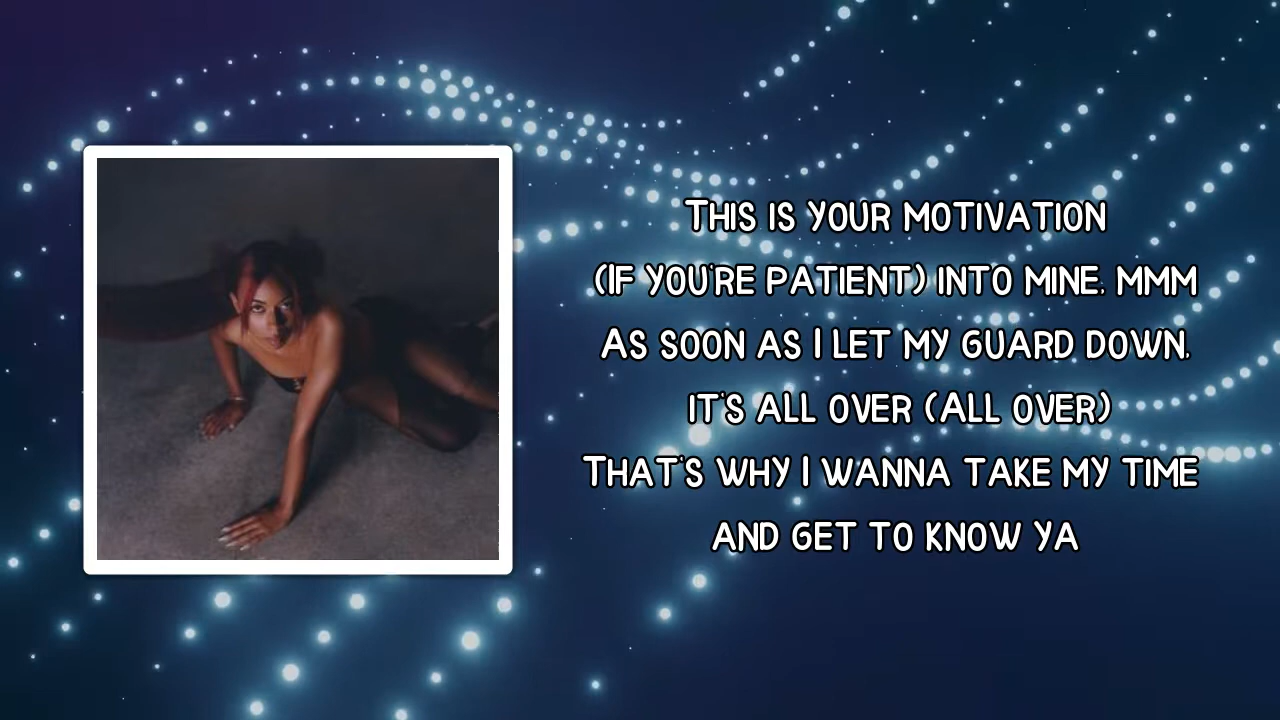 This is your motivation
(If you're patient) into mine. mmm
As soon as I let my guard down,
it's all over (All over)
That's why I wanna take my time
and get to know ya